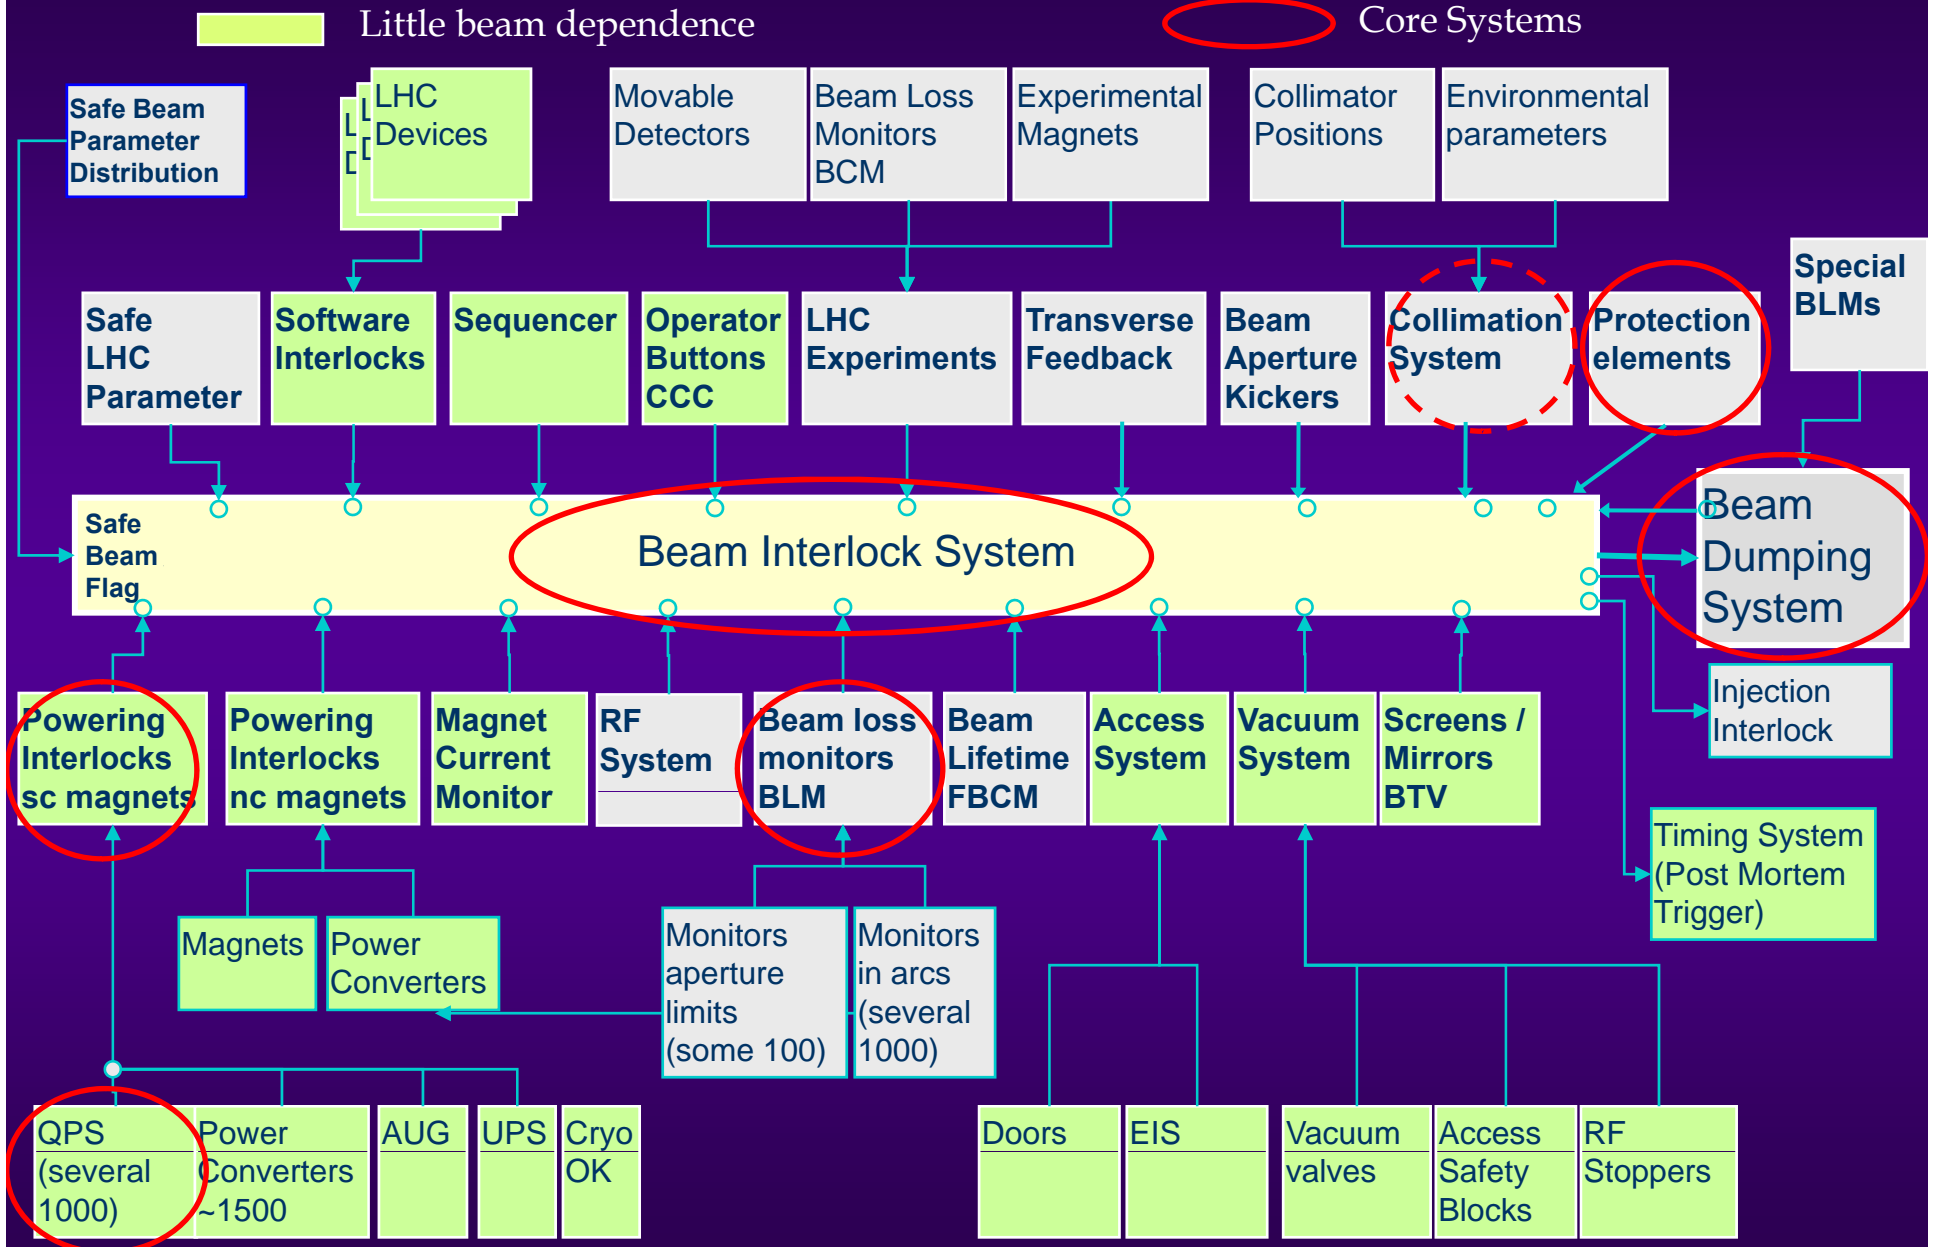 Little beam dependence
Core Systems
Safe Beam
Parameter
Distribution
L
D
L
D
LHC
Devices
Movable
Detectors
Beam Loss
Monitors
BCM
Experimental
Magnets
Collimator
Positions
Environmental
parameters
Special
BLMs
Safe
LHC
Parameter
Software
Interlocks
Sequencer
Operator
Buttons
CCC
LHC
Experiments
Transverse
Feedback
Beam
Aperture
Kickers
Collimation
System
Protection
elements
Safe
Beam
Flag
Beam Interlock System
Beam
Dumping
System
Powering
Interlocks
sc magnets
Powering
Interlocks
nc magnets
Magnet
Current
Monitor
RF
System
Beam loss
monitors
BLM
Beam
Lifetime
FBCM
Access
System
Vacuum
System
Screens /
Mirrors
BTV
Injection
Interlock
Timing System
(Post Mortem
Trigger)
Magnets
Power
Converters
Monitors
aperture
limits
(some 100)
Monitors
in arcs
(several
1000)
QPS
(several
1000)
Power
Converters
~1500
AUG
UPS
Cryo
OK
Doors
EIS
Vacuum
valves
Access
Safety
Blocks
RF
Stoppers